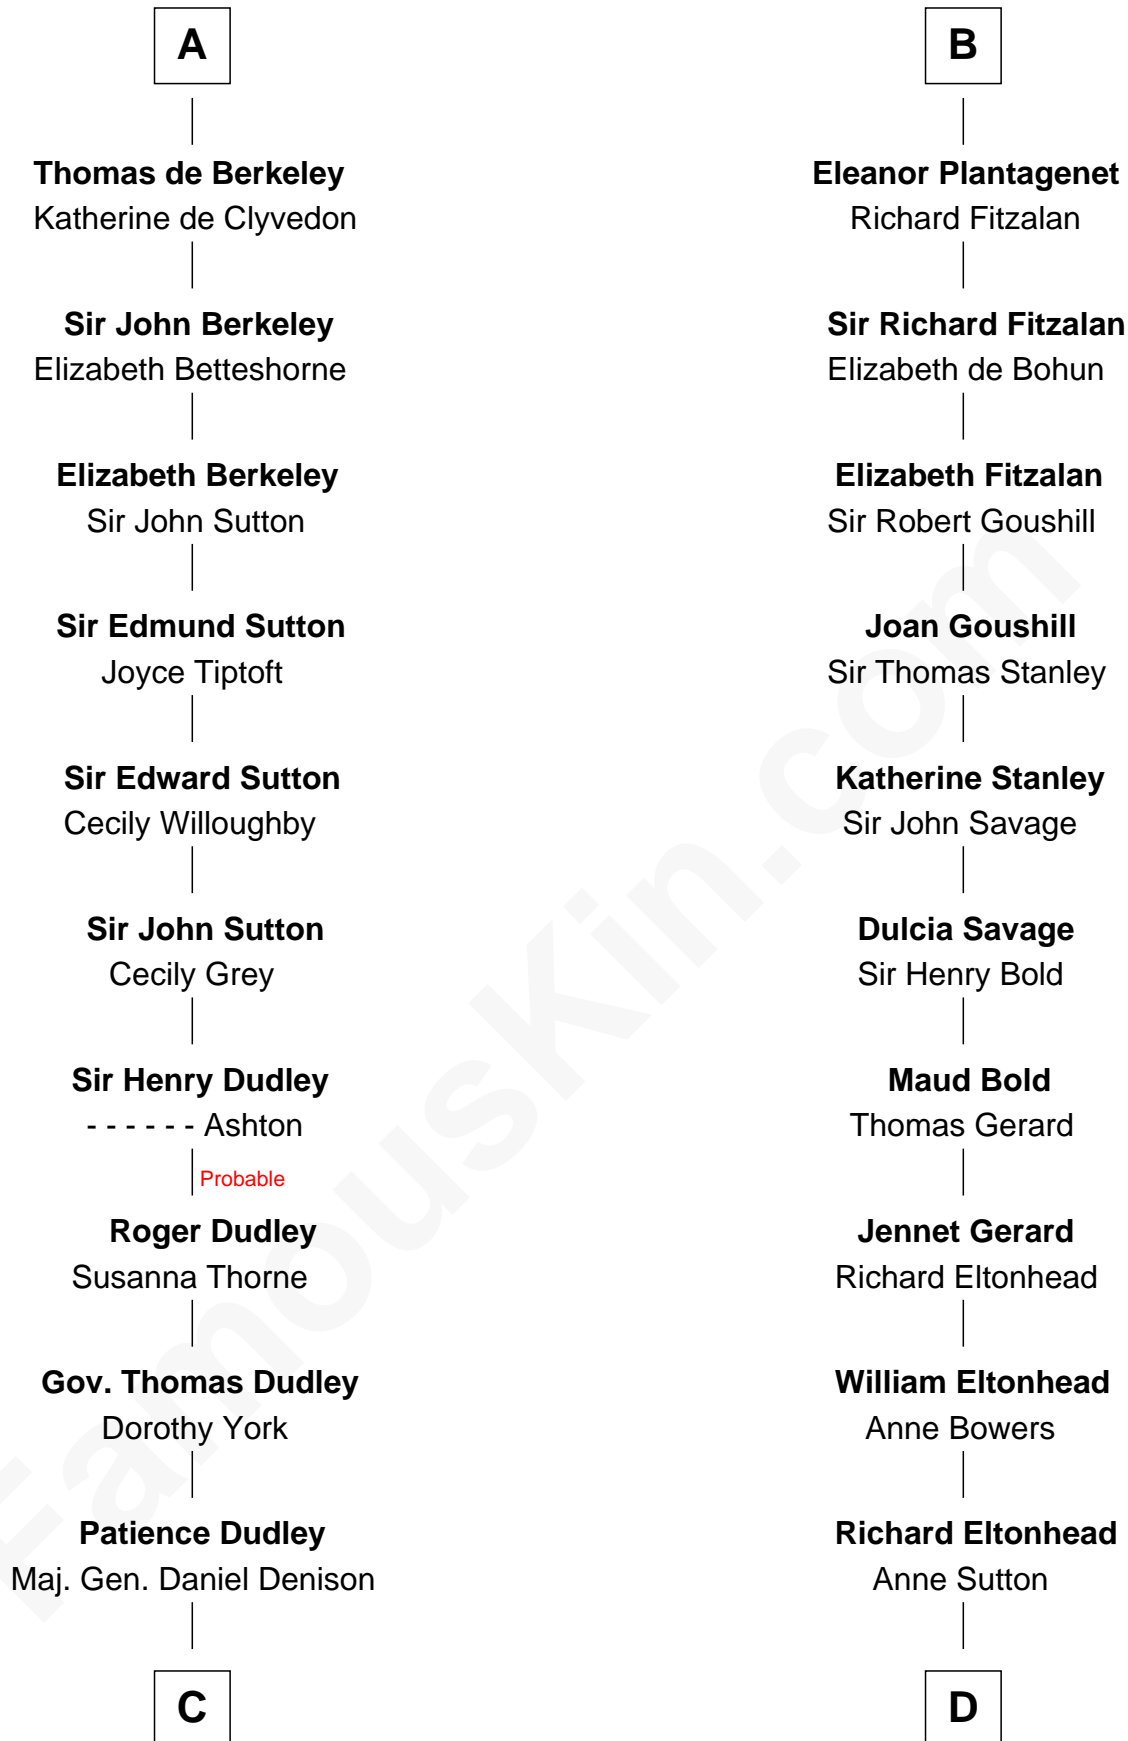 A
Thomas de Berkeley
Katherine de Clyvedon
Sir John Berkeley
Elizabeth Betteshorne
Elizabeth Berkeley
Sir John Sutton
Sir Edmund Sutton
Joyce Tiptoft
Sir Edward Sutton
Cecily Willoughby
Sir John Sutton
Cecily Grey
Sir Henry Dudley
- - - - - - Ashton
Probable
Roger Dudley
Susanna Thorne
Gov. Thomas Dudley
Dorothy York
Patience Dudley
Maj. Gen. Daniel Denison
C
B
Eleanor Plantagenet
Richard Fitzalan
Sir Richard Fitzalan
Elizabeth de Bohun
Elizabeth Fitzalan
Sir Robert Goushill
Joan Goushill
Sir Thomas Stanley
Katherine Stanley
Sir John Savage
Dulcia Savage
Sir Henry Bold
Maud Bold
Thomas Gerard
Jennet Gerard
Richard Eltonhead
William Eltonhead
Anne Bowers
Richard Eltonhead
Anne Sutton
D
FamousKin.com